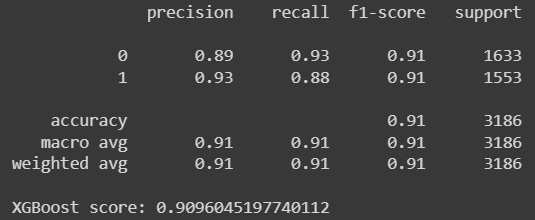 precision recall f1-score support
0 0.89 0.93 0.91 1633
1 0.93 0.88 0.91 1553
accuracy 0.91 3186
macro avg 0.91 0.91 0.91 3186
weighted avg 0.91 0.91 0.91 3186
XGBoost score: 0.9096045197740112